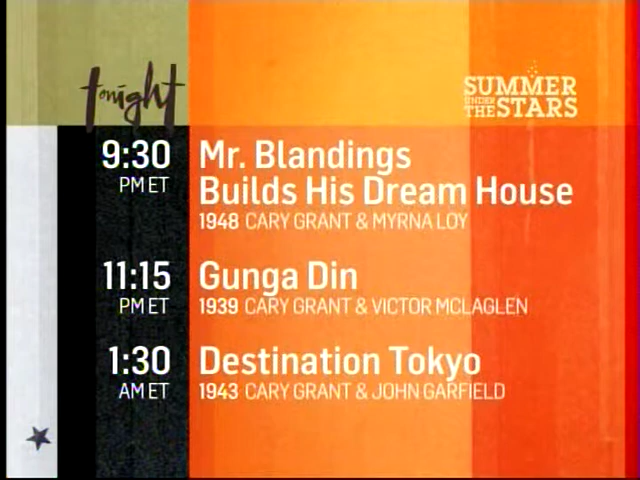 tonight
SUMMER
UNDER
THE STARS
9:30
PM ET
Mr. Blandings
Builds His Dream House
1948 CARY GRANT & MYRNA LOY
11:15
PM ET
Gunga Din
1939 CARY GRANT & VICTOR MCLAGLEN
1:30
AM ET
Destination Tokyo
1943 CARY GRANT & JOHN GARFIELD